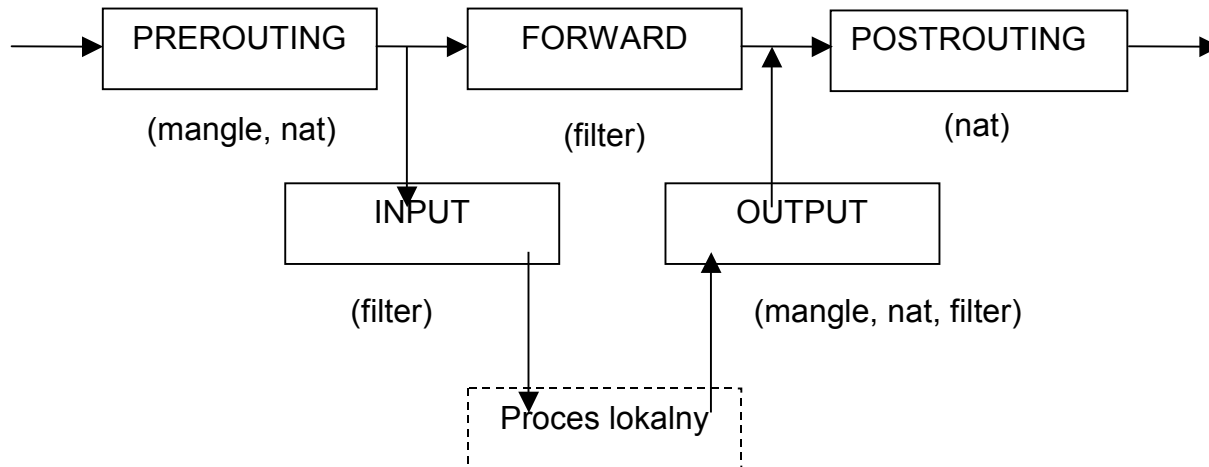 PREROUTING
FORWARD
POSTROUTING
(mangle, nat)
(filter)
(nat)
INPUT
OUTPUT
(filter)
(mangle, nat, filter)
Proces lokalny